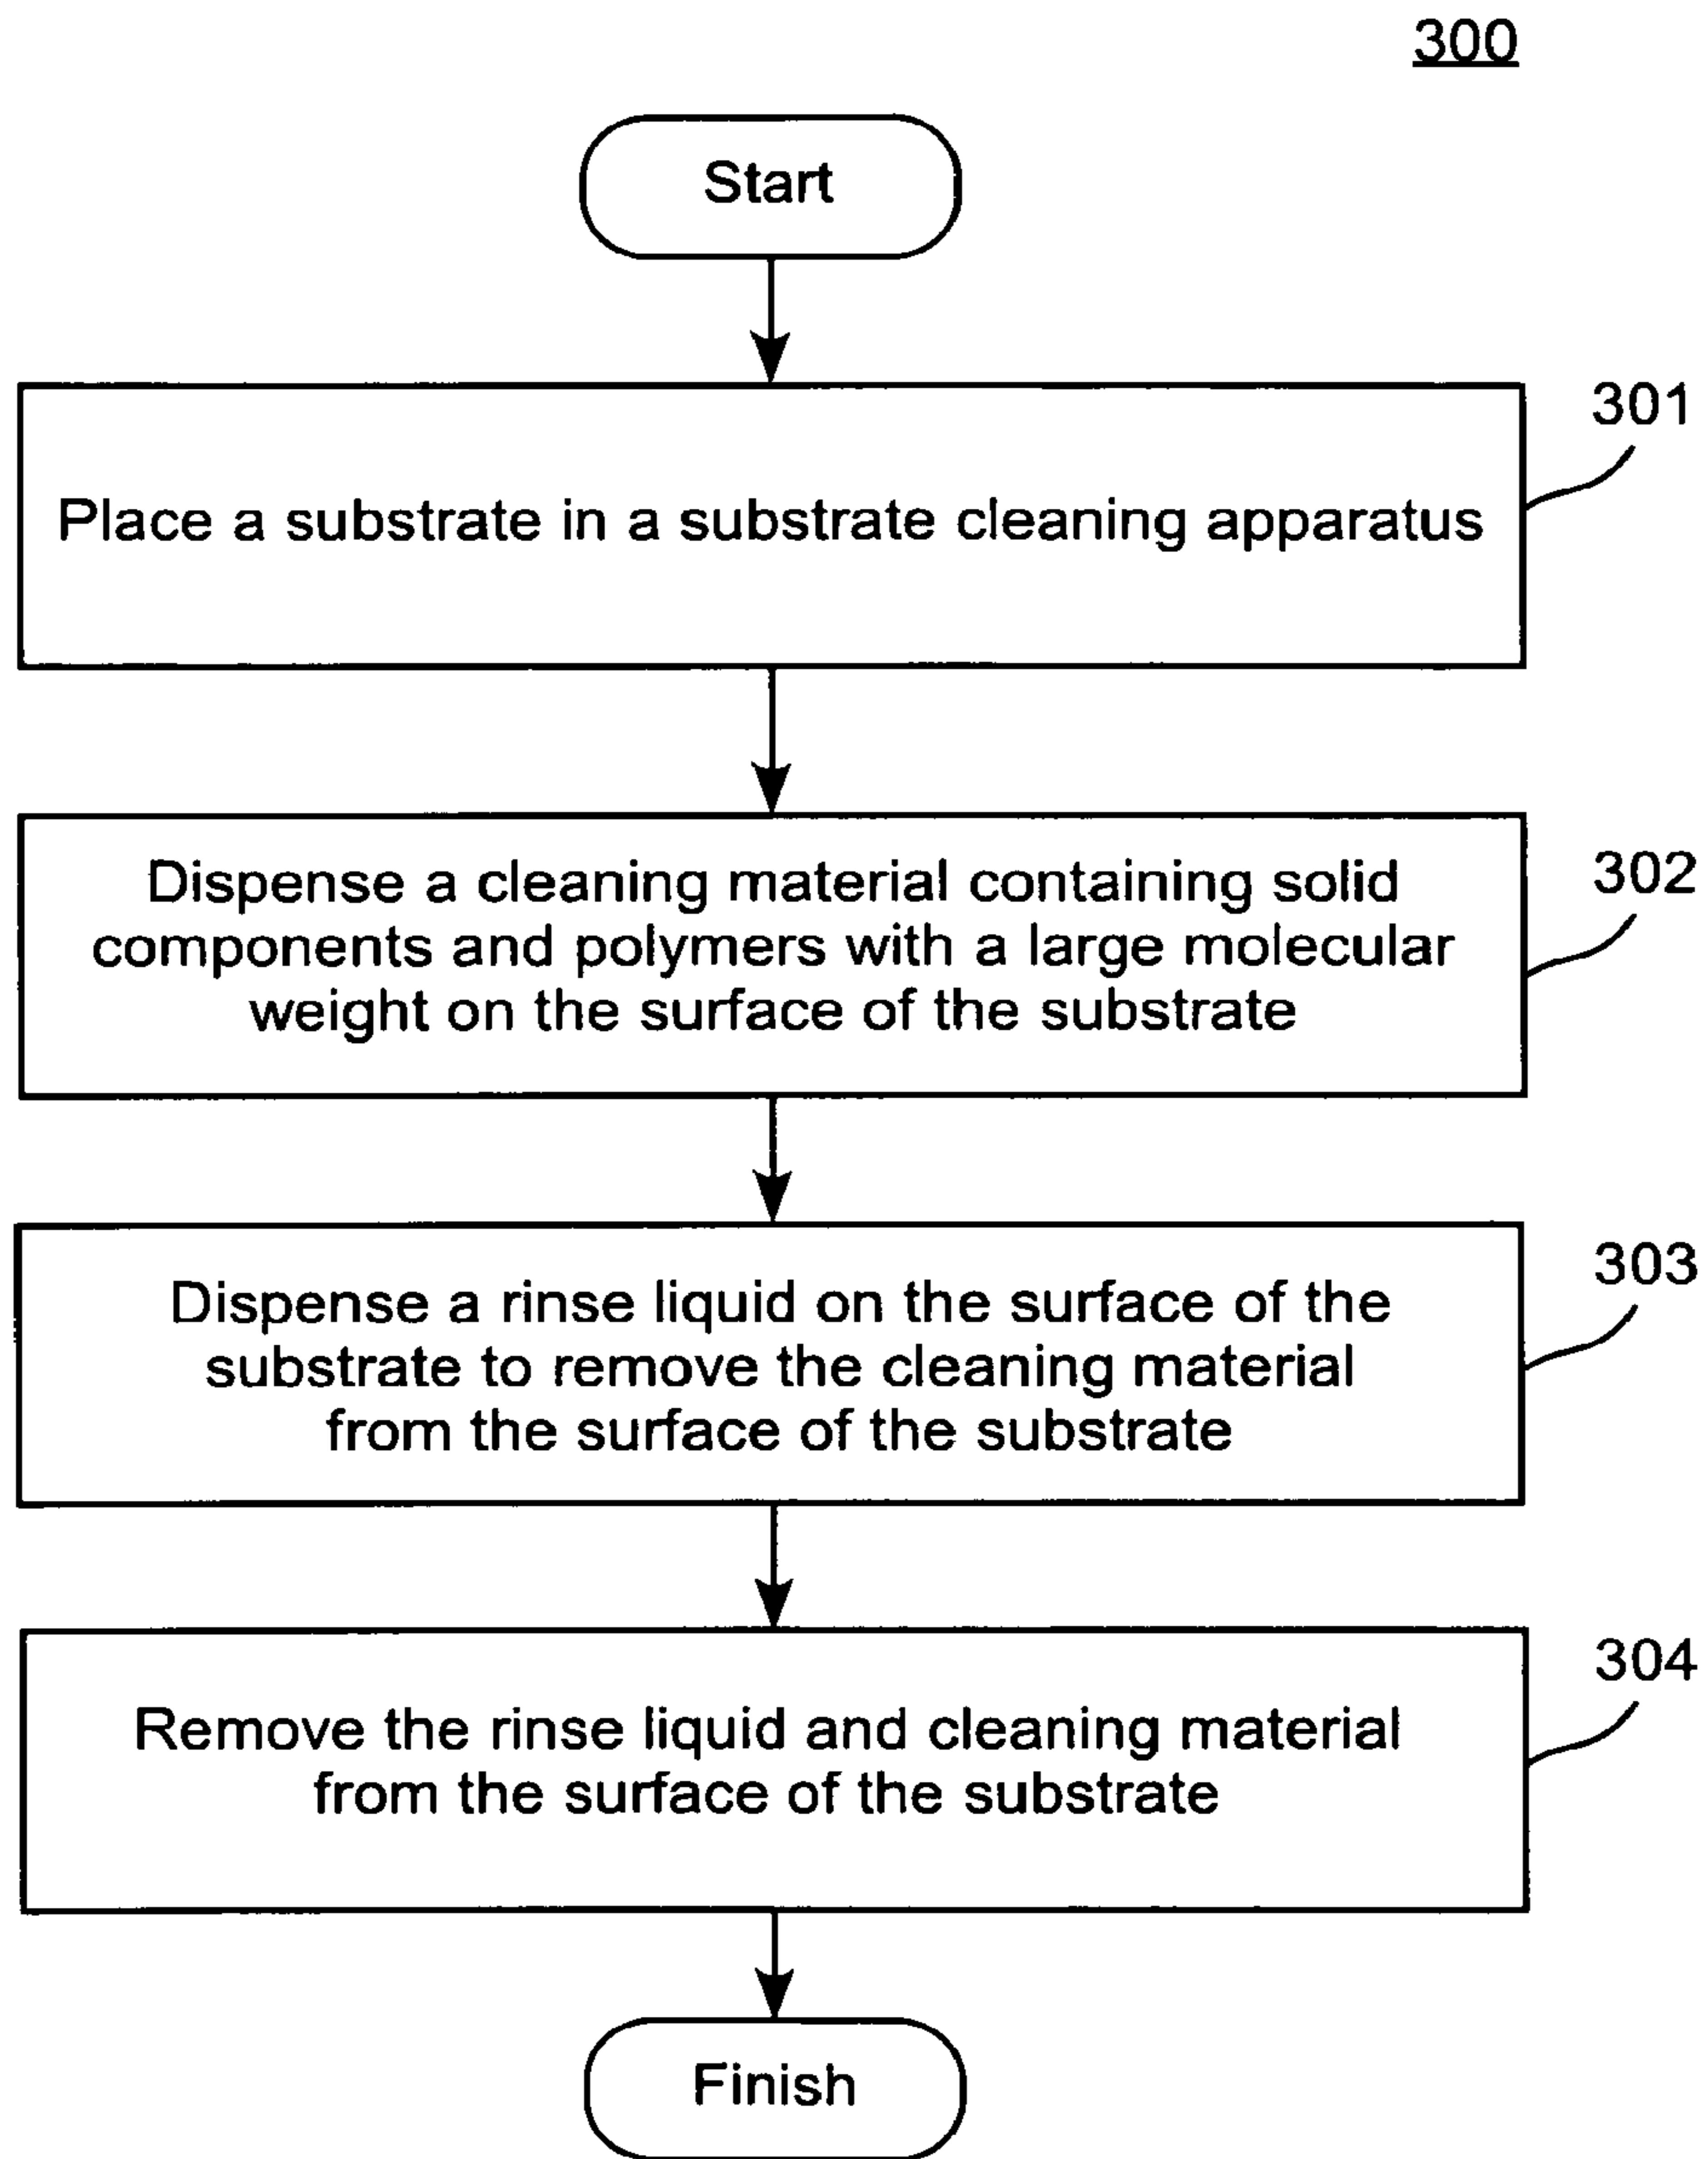 300
Start
301
Place a substrate in a substrate cleaning apparatus
302
Dispense a cleaning material containing solid
components and polymers with a large molecular
weight on the surface of the substrate
303
Dispense a rinse liquid on the surface of the
substrate to remove the cleaning material
from the surface of the substrate
304
Remove the rinse liquid and cleaning material
from the surface of the substrate
Finish